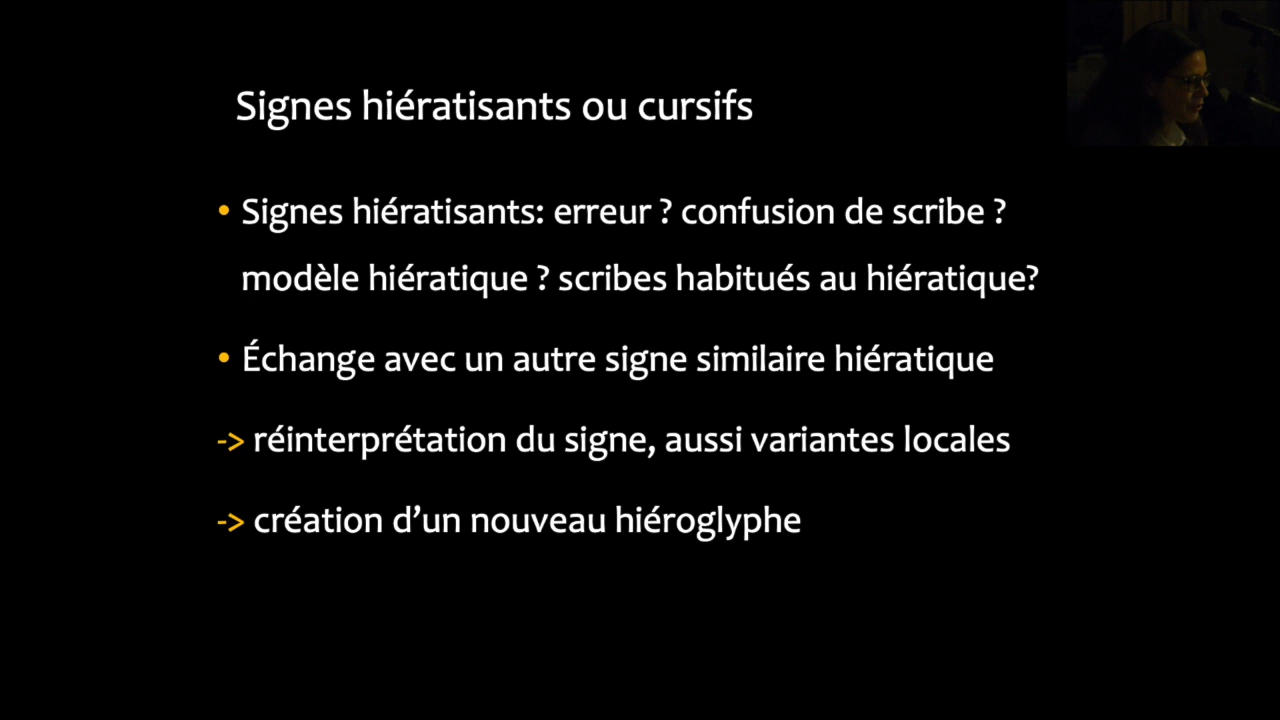 Signes hiératisants ou cursifs
• Signes hiératisants: erreur ? confusion de scribe ?
modèle hiératique ? scribes habitués au hiératique?
• Échange avec un autre signe similaire hiératique
-> réinterprétation du signe, aussi variantes locales
-> création d’un nouveau hiéroglyphe